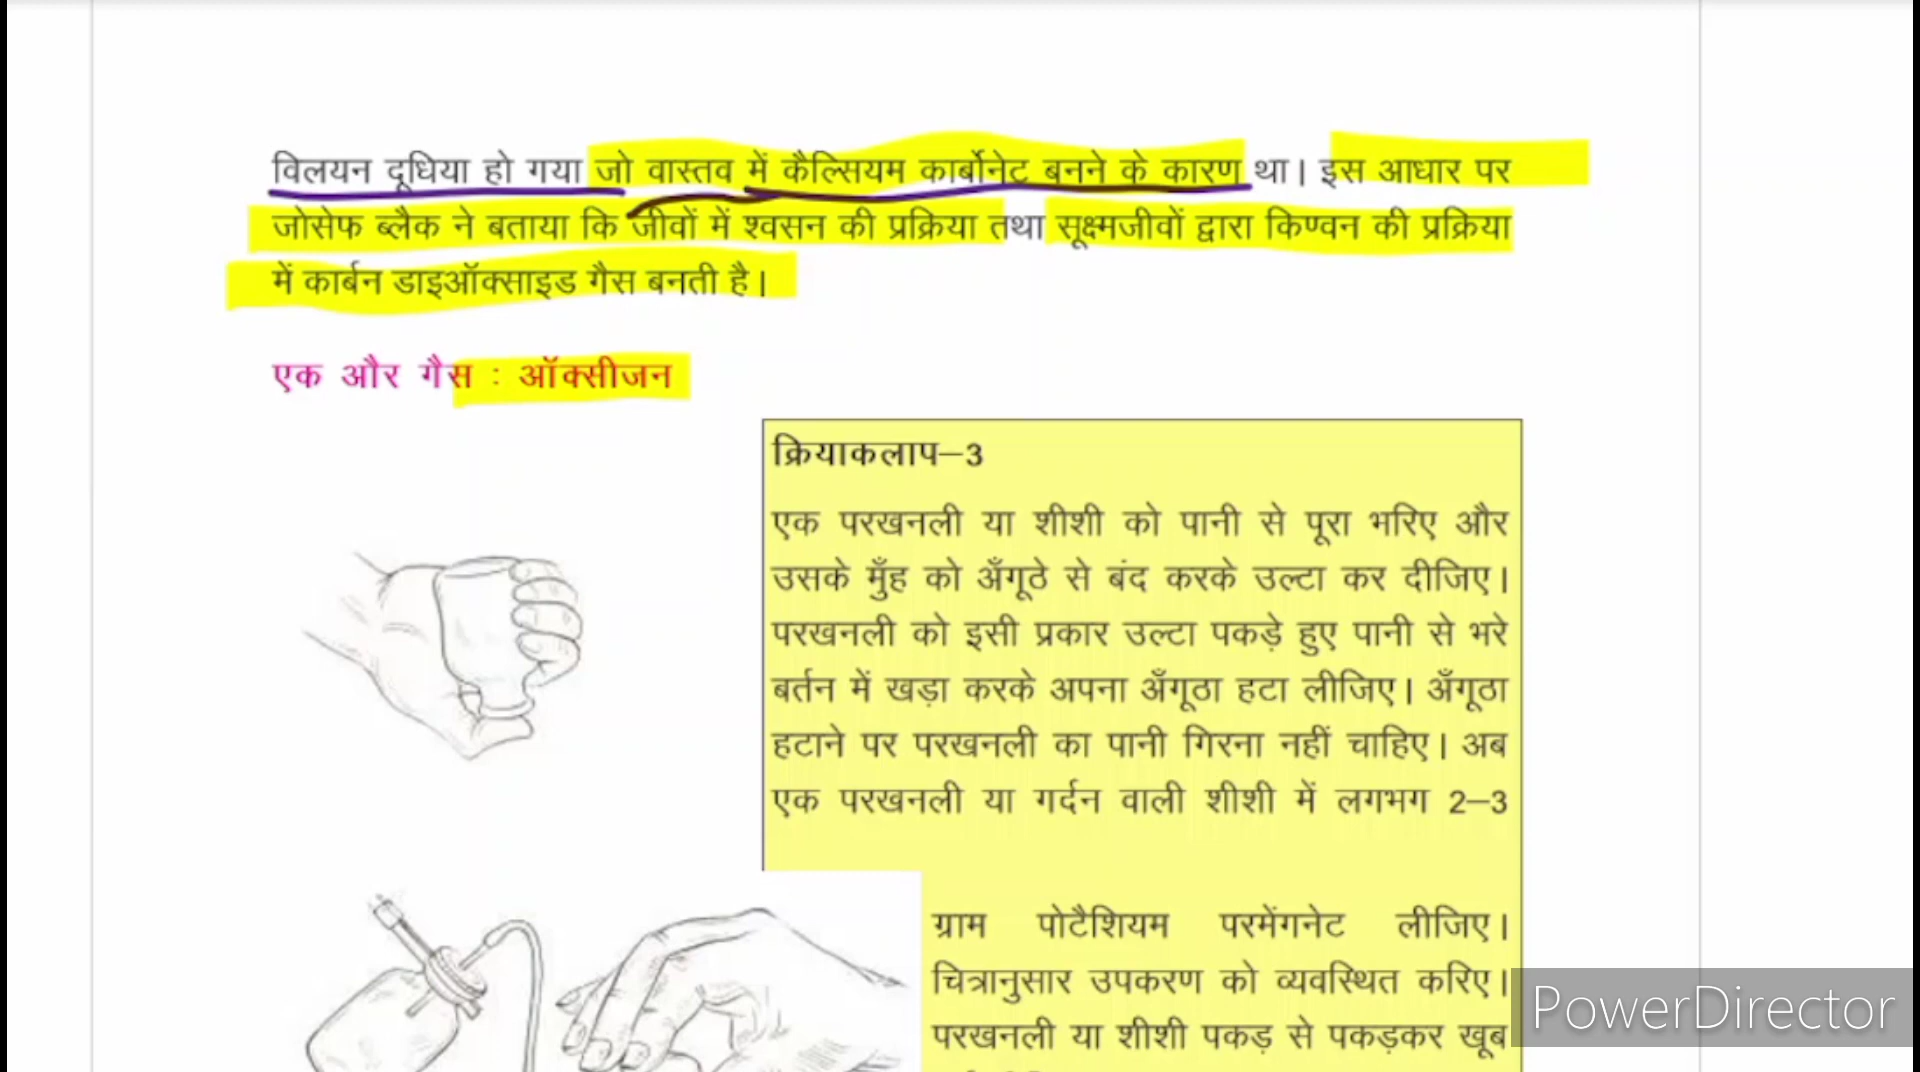 विलयन दूधिया हो गया जो वास्तव में कैल्सियम कार्बोनेट बनने के कारण था। इस आधार पर
जोसेफ ब्लैक ने बताया कि जीवों में श्वसन की प्रक्रिया तथा सूक्ष्मजीवों द्वारा किण्वन की प्रक्रिया
में कार्बन डाइऑक्साइड गैस बनती है।
एक और गैस : ऑक्सीजन
क्रियाकलाप–3
एक परखनली या शीशी को पानी से पूरा भरिए और
उसके मुँह को अँगूठे से बंद करके उल्टा कर दीजिए।
परखनली को इसी प्रकार उल्टा पकड़े हुए पानी से भरे
बर्तन में खड़ा करके अपना अँगूठा हटा लीजिए। अँगूठा
हटाने पर परखनली का पानी गिरना नहीं चाहिए। अब
एक परखनली या गर्दन वाली शीशी में लगभग 2–3
ग्राम पोटैशियम परमेंगनेट लीजिए।
चित्रानुसार उपकरण को व्यवस्थित करिए।
परखनली या शीशी पकड़ से पकड़कर खूब
PowerDirector